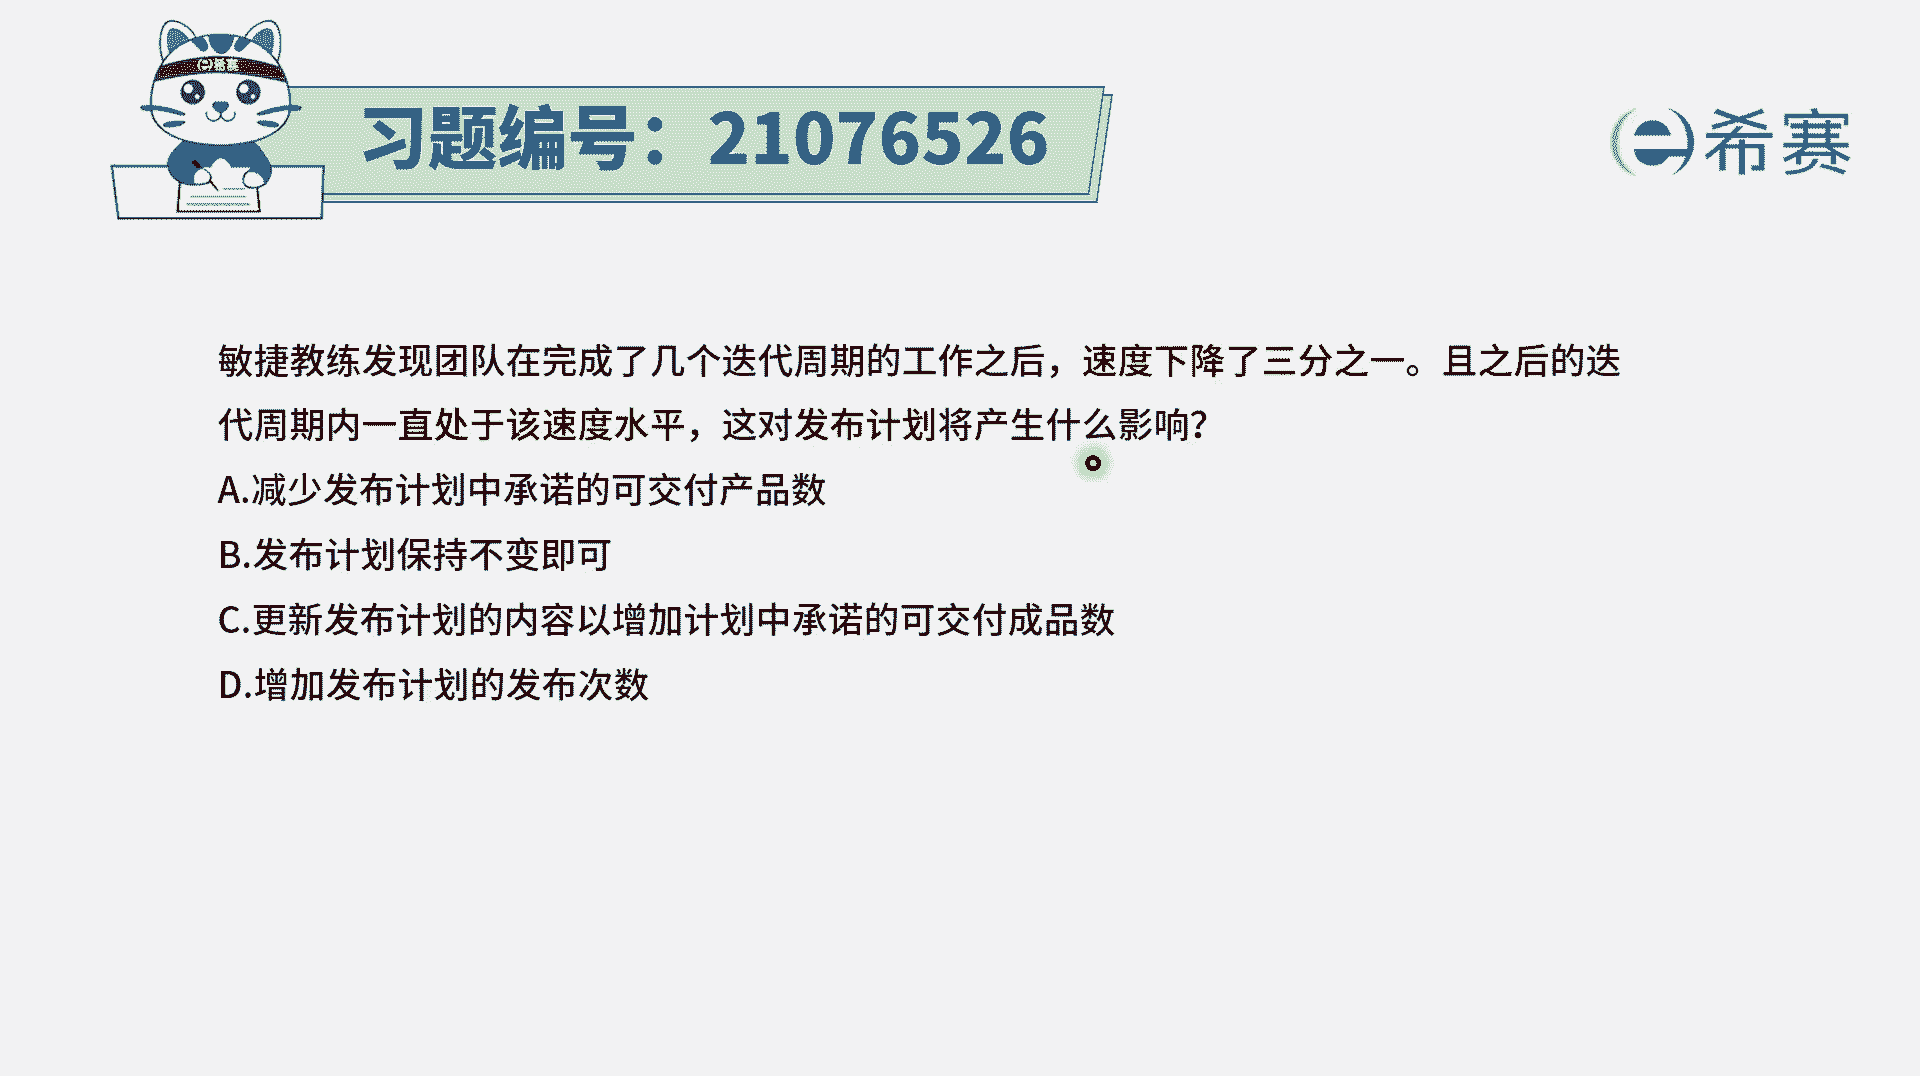 希赛
习题编号：21076526
希赛
敏捷教练发现团队在完成了几个迭代周期的工作之后，速度下降了三分之一。且之后的迭
代周期内一直处于该速度水平，这对发布计划将产生什么影响？
A.减少发布计划中承诺的可交付产品数
B.发布计划保持不变即可
C.更新发布计划的内容以增加计划中承诺的可交付成品数
D.增加发布计划的发布次数